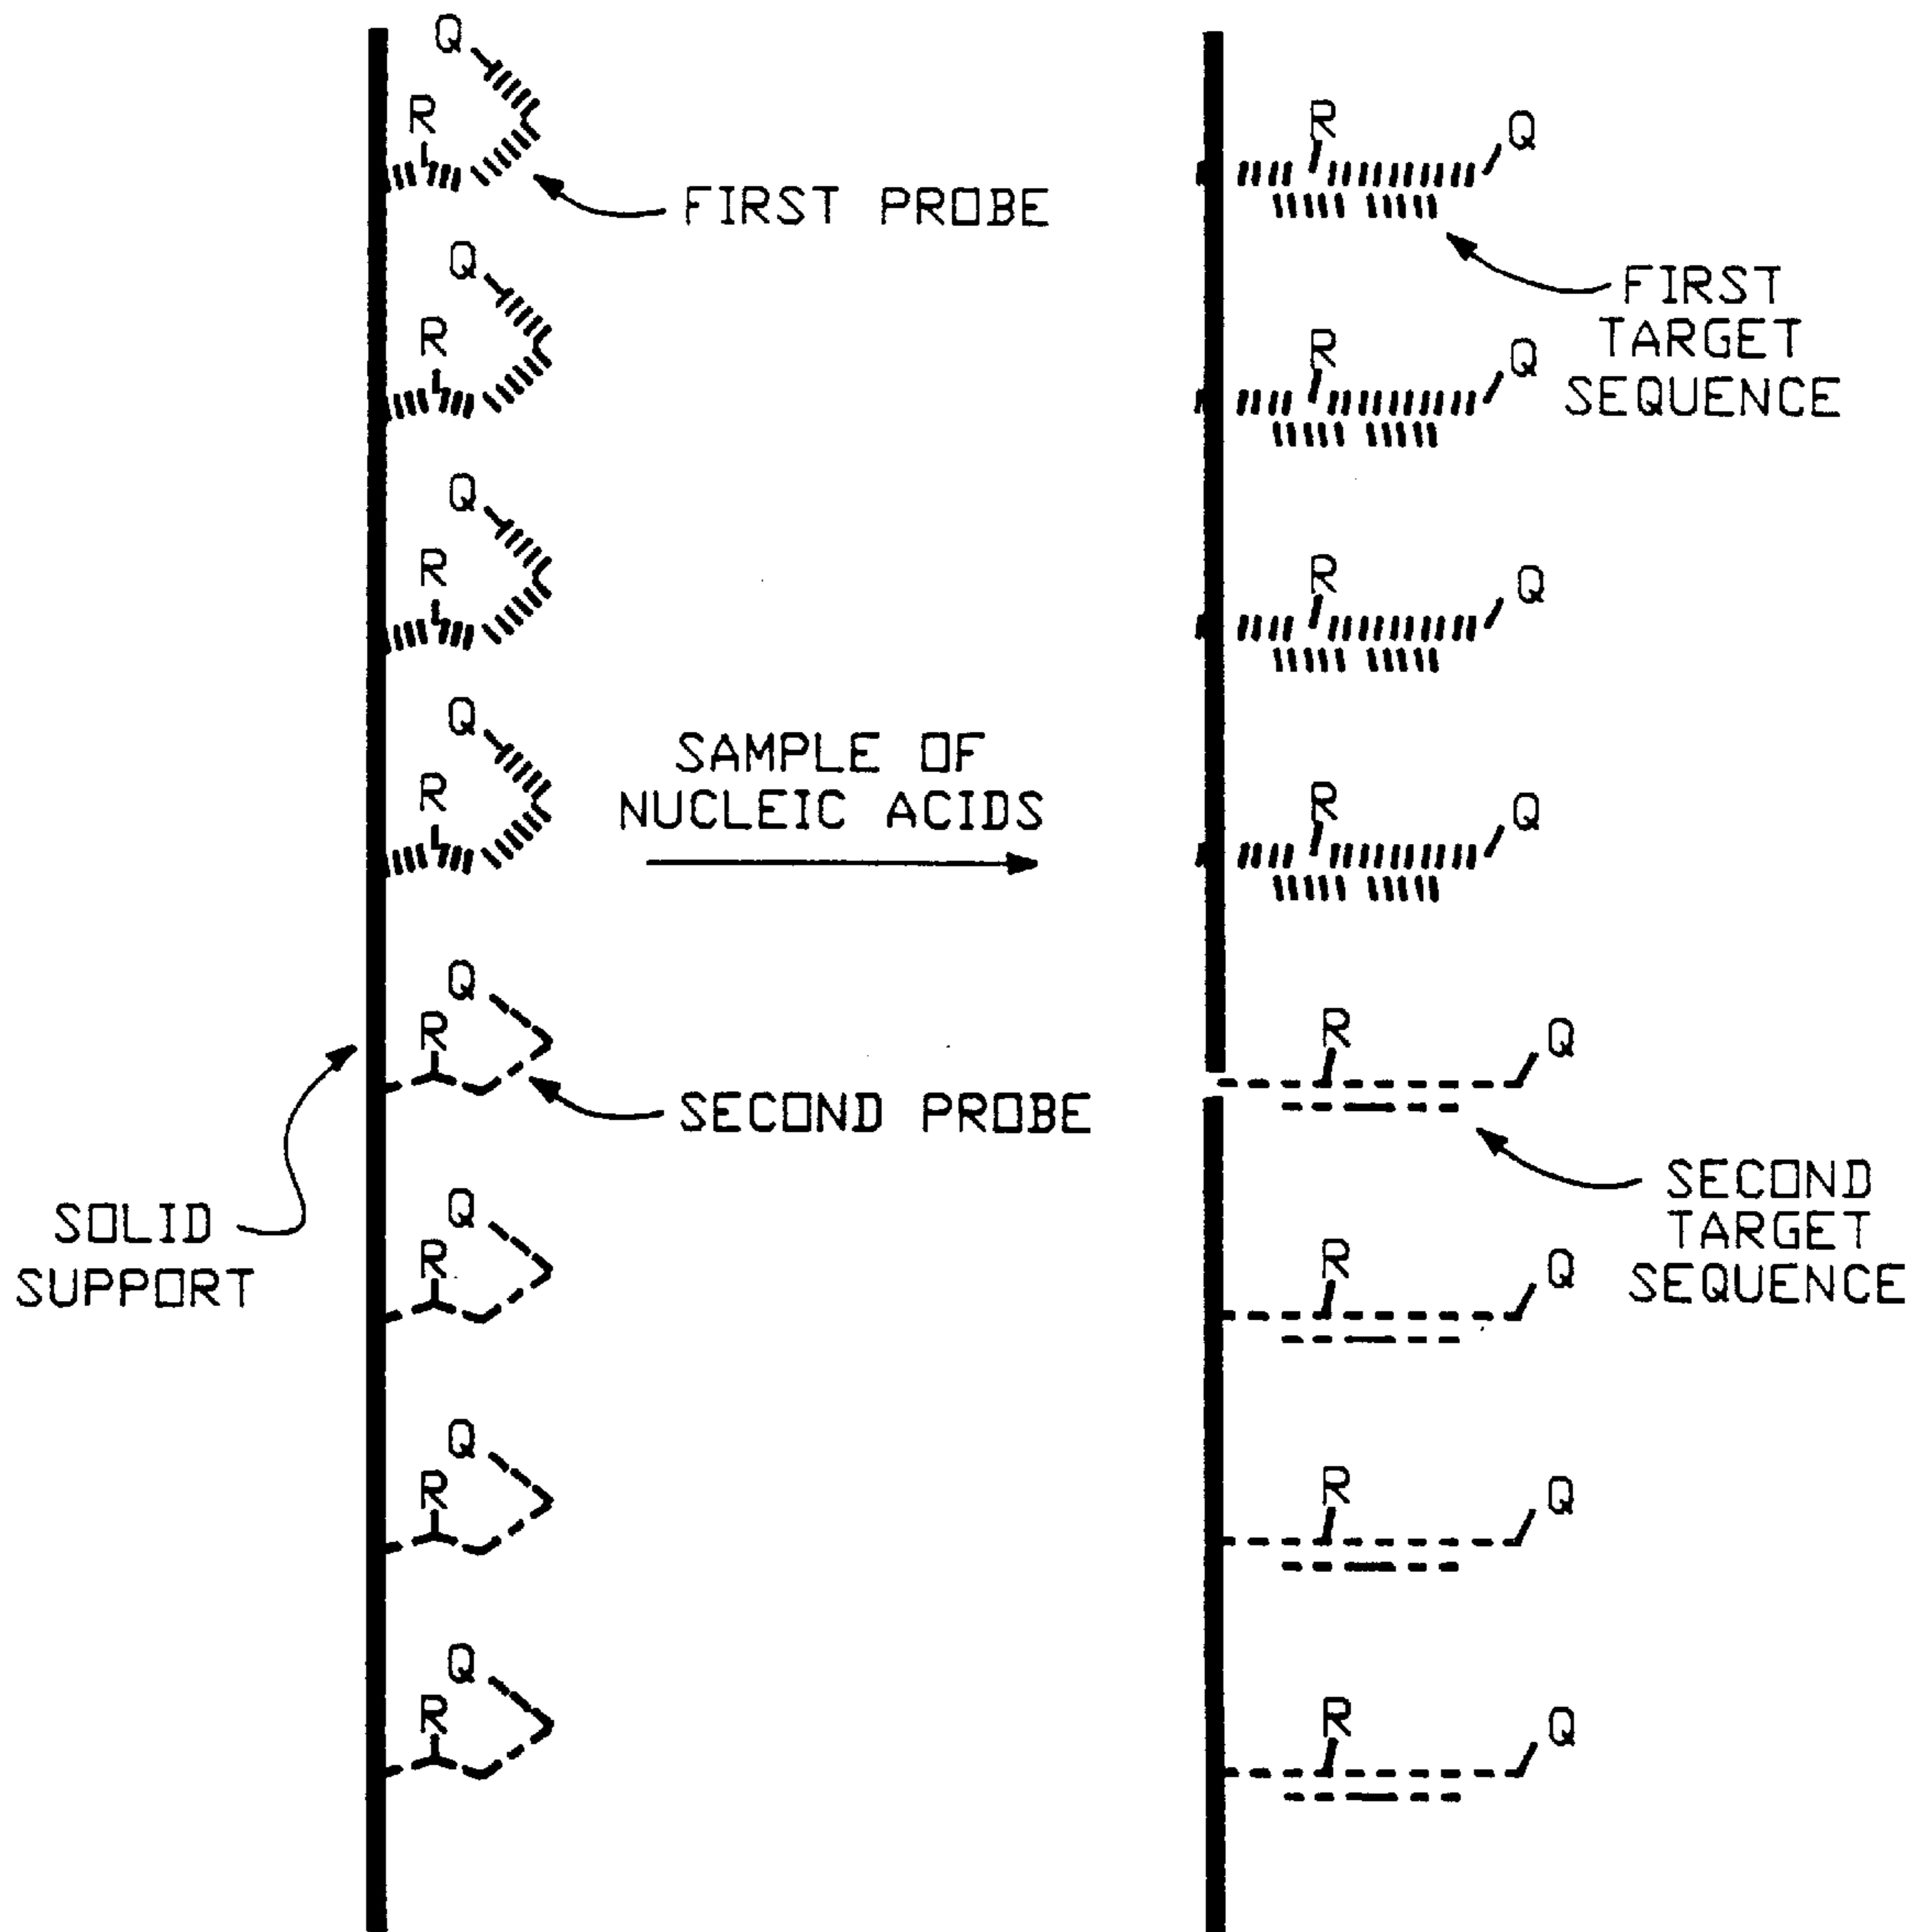 Q
R
FIRST PROBE
Q
R
Q
R
Q
R
SAMPLE OF
NUCLEIC ACIDS
Q
R
SECOND PROBE
SOLID
SUPPORT
Q
R
Q
R
Q
R
R
Q
FIRST
TARGET
SEQUENCE
R
Q
R
Q
R
Q
R
Q
SECOND
TARGET
SEQUENCE
R
Q
R
Q
R
Q